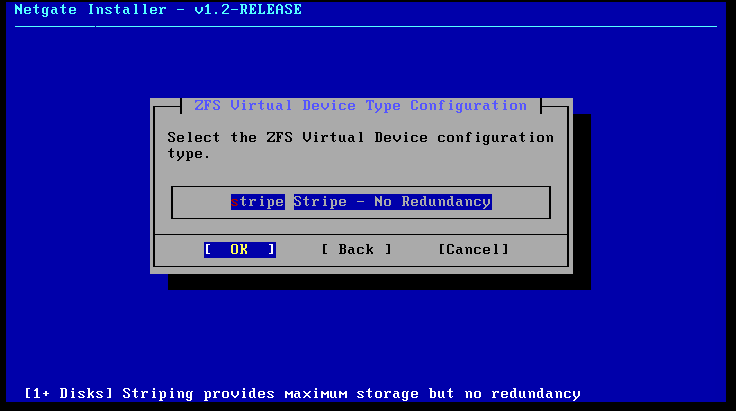 Netgate Installer - v1.2-RELEASE
ZFS Virtual Device Type Configuration
Select the ZFS Virtual Device configuration
type.
stripe Stripe - No Redundancy
[  OK  ] [ Back ] [Cancel]
[1+ Disks] Striping provides maximum storage but no redundancy